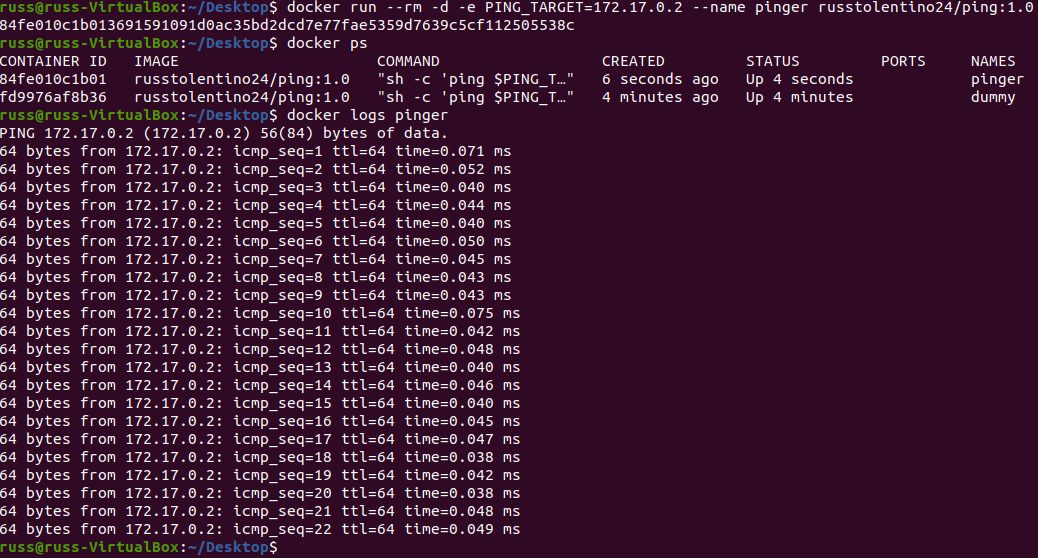 russ@russ-VirtualBox:~/Desktop$ docker run --rm -d -e PING_TARGET=172.17.0.2 --name pinger russtolentino24/ping:1.0
84fe010c1b013691591091d0ac35bd2dcd7e77fae5359d7639c5cf112505538c
russ@russ-VirtualBox:~/Desktop$ docker ps
CONTAINER ID   IMAGE                      COMMAND                  CREATED         STATUS         PORTS     NAMES
84fe010c1b01   russtolentino24/ping:1.0   "sh -c 'ping $PING_T…"   6 seconds ago   Up 4 seconds             pinger
fd9976af8b36   russtolentino24/ping:1.0   "sh -c 'ping $PING_T…"   4 minutes ago   Up 4 minutes             dummy
russ@russ-VirtualBox:~/Desktop$ docker logs pinger
PING 172.17.0.2 (172.17.0.2) 56(84) bytes of data.
64 bytes from 172.17.0.2: icmp_seq=1 ttl=64 time=0.071 ms
64 bytes from 172.17.0.2: icmp_seq=2 ttl=64 time=0.052 ms
64 bytes from 172.17.0.2: icmp_seq=3 ttl=64 time=0.040 ms
64 bytes from 172.17.0.2: icmp_seq=4 ttl=64 time=0.044 ms
64 bytes from 172.17.0.2: icmp_seq=5 ttl=64 time=0.040 ms
64 bytes from 172.17.0.2: icmp_seq=6 ttl=64 time=0.050 ms
64 bytes from 172.17.0.2: icmp_seq=7 ttl=64 time=0.045 ms
64 bytes from 172.17.0.2: icmp_seq=8 ttl=64 time=0.043 ms
64 bytes from 172.17.0.2: icmp_seq=9 ttl=64 time=0.043 ms
64 bytes from 172.17.0.2: icmp_seq=10 ttl=64 time=0.075 ms
64 bytes from 172.17.0.2: icmp_seq=11 ttl=64 time=0.042 ms
64 bytes from 172.17.0.2: icmp_seq=12 ttl=64 time=0.048 ms
64 bytes from 172.17.0.2: icmp_seq=13 ttl=64 time=0.040 ms
64 bytes from 172.17.0.2: icmp_seq=14 ttl=64 time=0.046 ms
64 bytes from 172.17.0.2: icmp_seq=15 ttl=64 time=0.040 ms
64 bytes from 172.17.0.2: icmp_seq=16 ttl=64 time=0.045 ms
64 bytes from 172.17.0.2: icmp_seq=17 ttl=64 time=0.047 ms
64 bytes from 172.17.0.2: icmp_seq=18 ttl=64 time=0.038 ms
64 bytes from 172.17.0.2: icmp_seq=19 ttl=64 time=0.042 ms
64 bytes from 172.17.0.2: icmp_seq=20 ttl=64 time=0.038 ms
64 bytes from 172.17.0.2: icmp_seq=21 ttl=64 time=0.048 ms
64 bytes from 172.17.0.2: icmp_seq=22 ttl=64 time=0.049 ms
russ@russ-VirtualBox:~/Desktop$